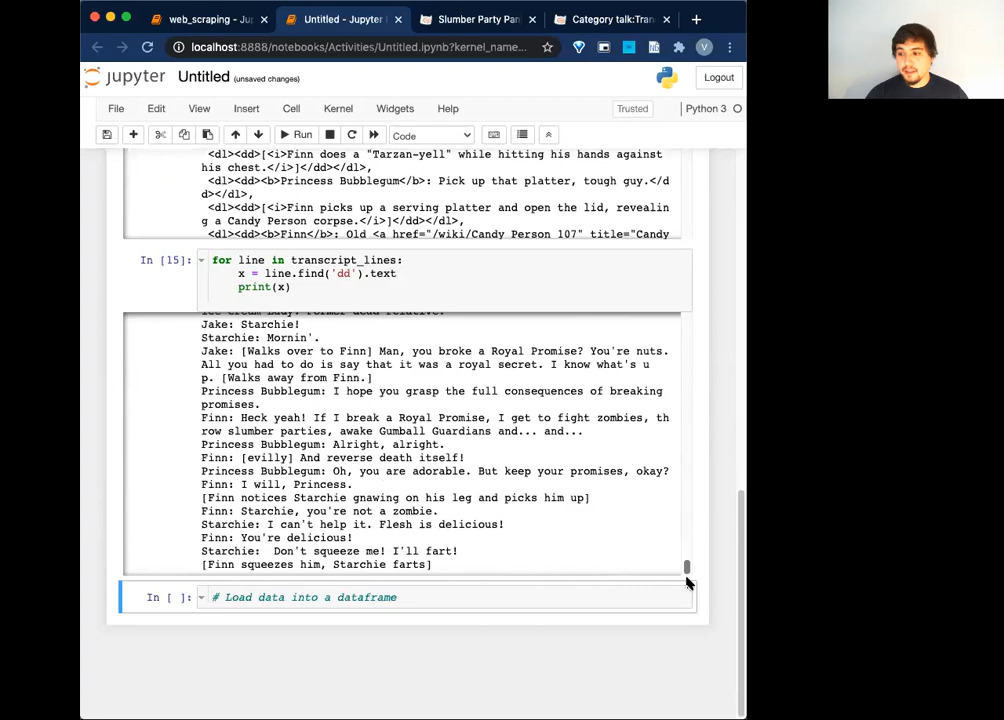 web_scraping - Ju
Untitled - Jupyter
Slumber Party Pan
Category talk:Tran
localhost:8888/notebooks/Activities/Untitled.ipynb?kernel_name...
V
jupyter Untitled (unsaved changes)
Logout
File Edit View Insert Cell Kernel Widgets Help
Trusted
Python 3
Run
Code
<dl><dd>[<i>Finn does a "Tarzan-yell" while hitting his hands against
his chest.</i>]</dd></dl>,
<dl><dd><b>Princess Bubblegum</b>: Pick up that platter, tough guy.</d
d></dl>,
<dl><dd>[<i>Finn picks up a serving platter and open the lid, revealin
g a Candy Person corpse.</i>]</dd></dl>,
<dl><dd><b>Finn</b>: Old <a href="/wiki/Candy_Person_107" title="Candy
In [15]:
for line in transcript_lines:
x = line.find('dd').text
print(x)
Ice Cream Lady: Former dead relative!
Jake: Starchie!
Starchie: Mornin'.
Jake: [Walks over to Finn] Man, you broke a Royal Promise? You're nuts.
All you had to do is say that it was a royal secret. I know what's u
p. [Walks away from Finn.]
Princess Bubblegum: I hope you grasp the full consequences of breaking
promises.
Finn: Heck yeah! If I break a Royal Promise, I get to fight zombies, th
row slumber parties, awake Gumball Guardians and... and...
Princess Bubblegum: Alright, alright.
Finn: [evilly] And reverse death itself!
Princess Bubblegum: Oh, you are adorable. But keep your promises, okay?
Finn: I will, Princess.
[Finn notices Starchie gnawing on his leg and picks him up]
Finn: Starchie, you're not a zombie.
Starchie: I can't help it. Flesh is delicious!
Finn: You're delicious!
Starchie:  Don't squeeze me! I'll fart!
[Finn squeezes him, Starchie farts]
In [ ]:
# Load data into a dataframe